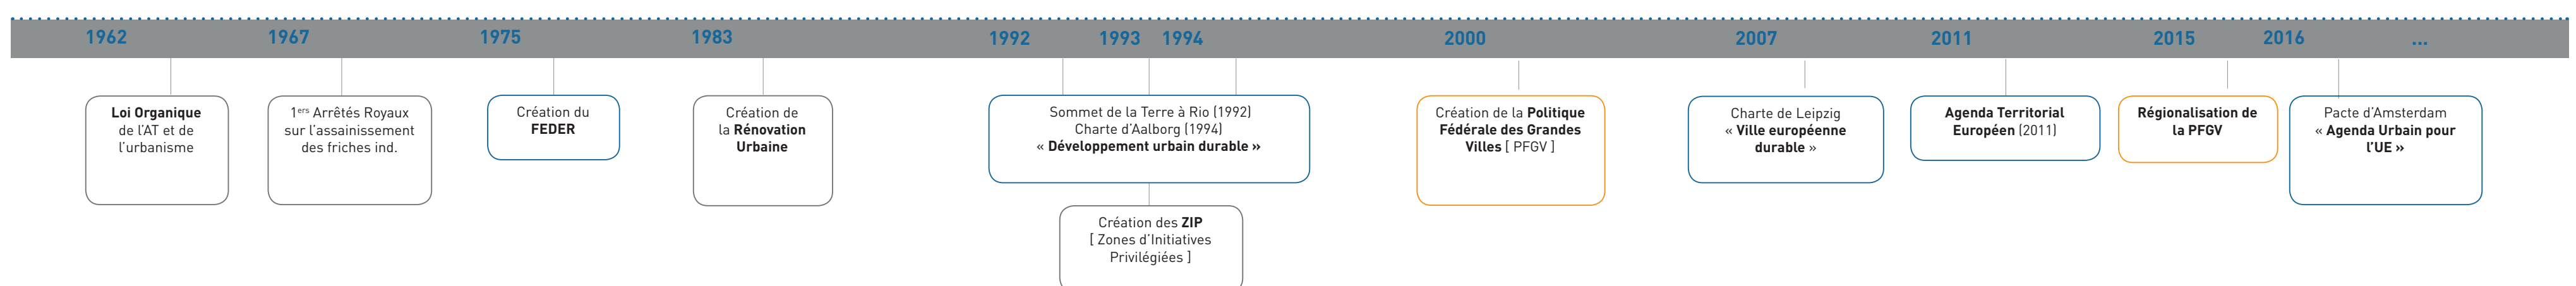 1962 1967 1975 1983 1992 1993 1994 2000 2007 2011 2015 2016 ...
Loi Organique
de l’AT et de
l’urbanisme
1ers Arrêtés Royaux
sur l’assainissement
des friches ind.
Création du
FEDER
Création de
la Rénovation
Urbaine
Sommet de la Terre à Rio (1992)
Charte d’Aalborg (1994)
« Développement urbain durable »
Création des ZIP
[ Zones d’Initiatives
Privilégiées ]
Création de la Politique
Fédérale des Grandes
Villes [ PFGV ]
Charte de Leipzig
« Ville européenne
durable »
Agenda Territorial
Européen (2011)
Régionalisation de
la PFGV
Pacte d’Amsterdam
« Agenda Urbain pour
l’UE »